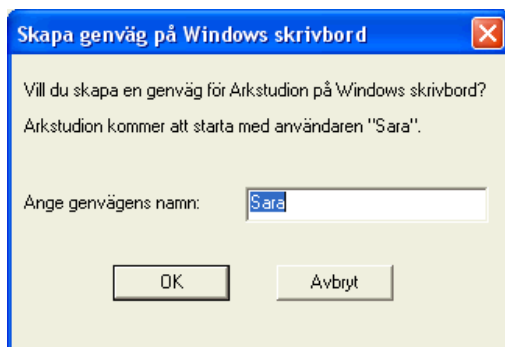 Skapa genväg på Windows skrivbord
Vill du skapa en genväg för Arkstudion på Windows skrivbord?
Arkstudion kommer att starta med användaren "Sara".
Ange genvägens namn: Sara
OK Avbryt